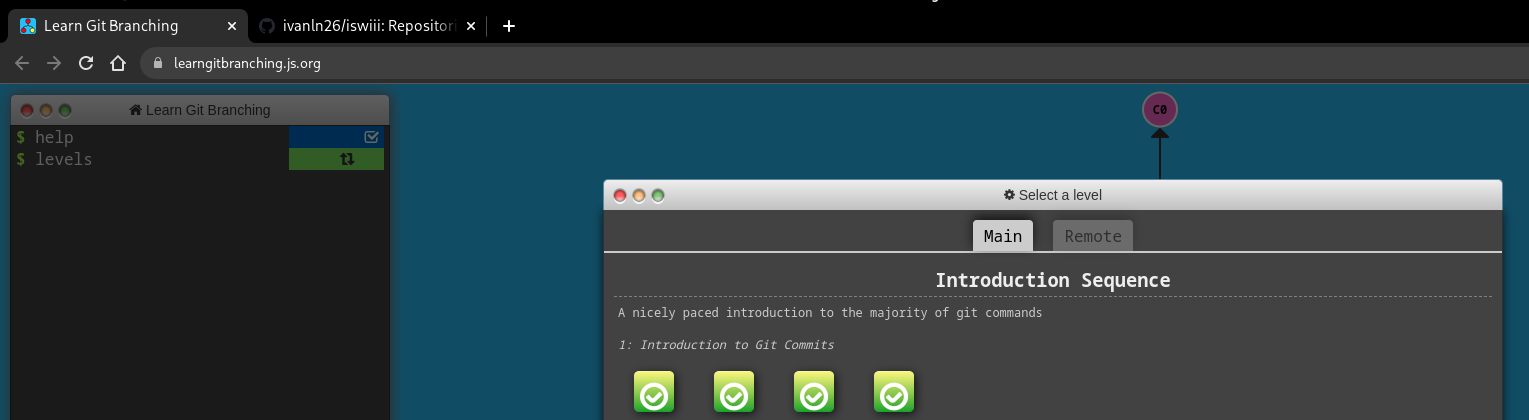 Learn Git Branching
ivanln26/iswiii: Repositori
learngitbranching.js.org
Learn Git Branching
$ help
$ levels
C0
Select a level
Main
Remote
Introduction Sequence
A nicely paced introduction to the majority of git commands
1: Introduction to Git Commits